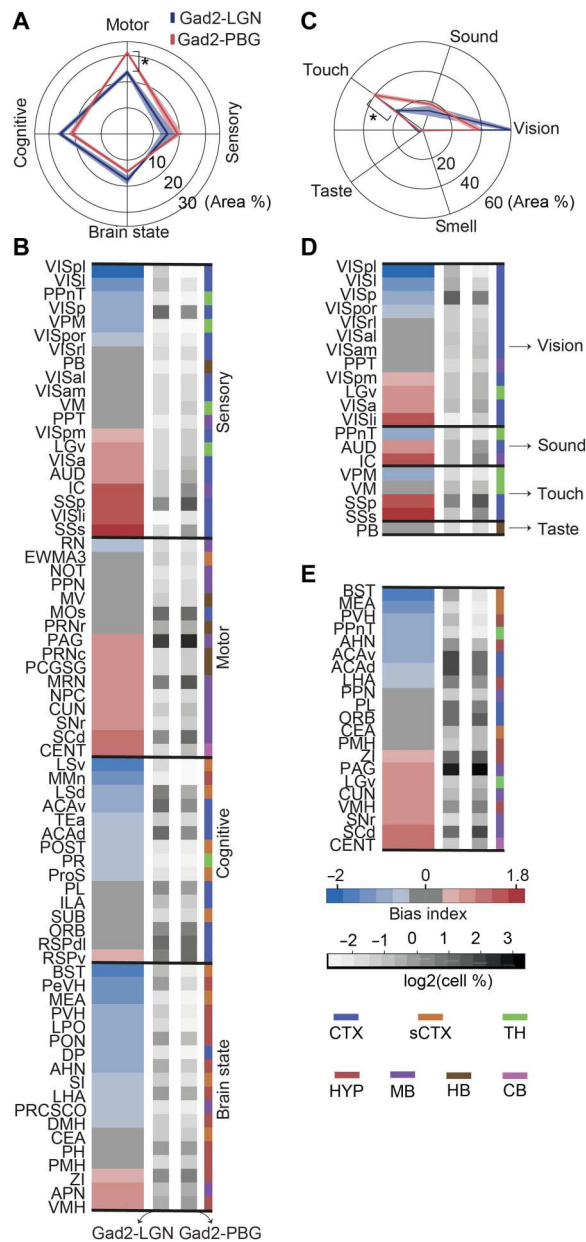 A
Gad2-LGN
Gad2-PBG
Motor
*
Cognitive
Sensory
10
20
30 (Area %)
Brain state
C
Sound
Touch
*
Vision
Taste
20
40
60 (Area %)
Smell
B
VISpl
VISl
PPnT
VISp
VPM
VISpor
VISrl
PB
VISal
VISam
VM
PPT
VISpm
LGv
VISa
AUD
IC
SSp
VISli
SSs
Sensory
RN
EWMA3
NOT
PPN
MV
MOs
PRNr
PAG
PRNc
PCGSG
MRN
NPC
CUN
SNr
SCd
CENT
Motor
LSv
MMn
LSd
ACAv
TEa
ACAd
POST
PR
ProS
PL
ILA
SUB
ORB
RSPdl
RSPv
Cognitive
BST
PeVH
MEA
PVH
LPO
PON
DP
AHN
SI
LHA
PRCSCO
DMH
CEA
PH
PMH
ZI
APN
VMH
Brain state
Gad2-LGN Gad2-PBG
D
VISpl
VISl
VISp
VISpor
VISrl
VISal
VISam
PPT
VISpm
LGv
VISa
VISli
Vision
PPnT
AUD
IC
Sound
VPM
VM
SSp
SSs
Touch
PB
Taste
E
BST
MEA
PVH
PPnT
AHN
ACAv
ACAd
LHA
PPN
PL
ORB
CEA
PMH
ZI
PAG
LGv
CUN
VMH
SNr
SCd
CENT
−2 0 1.8
Bias index
−2 −1 0 1 2 3
log2(cell %)
CTX sCTX TH
HYP MB HB CB